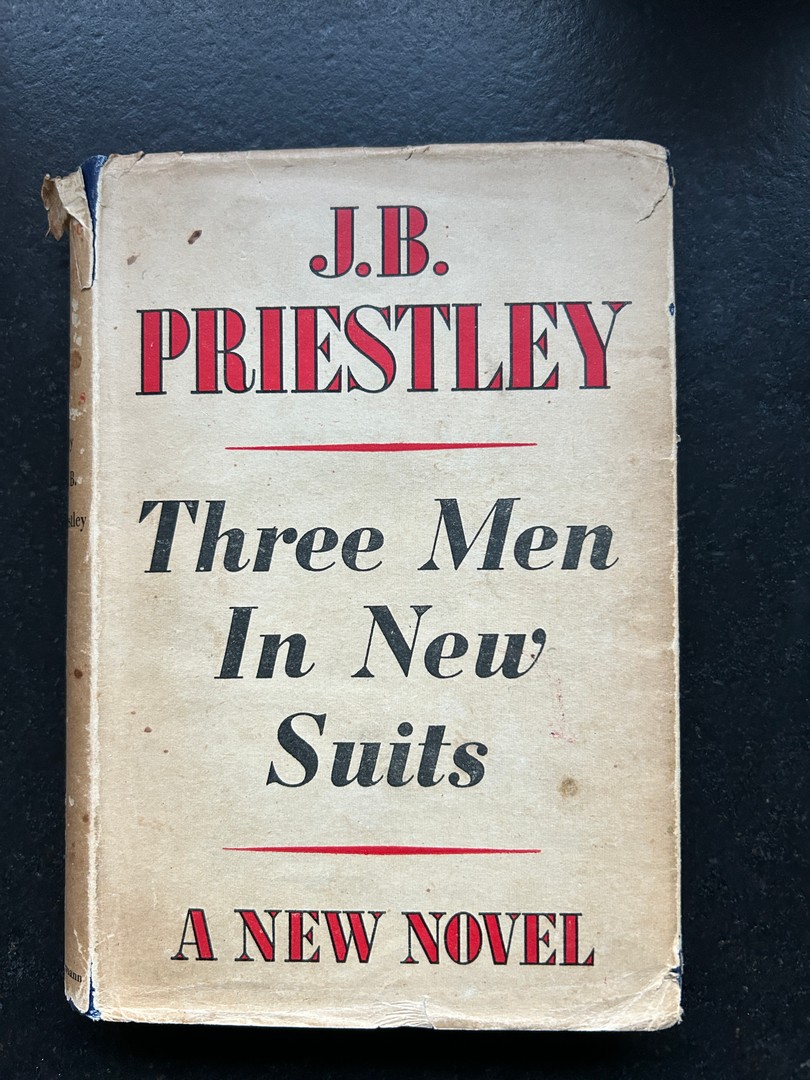 J.B.
PRIESTLEY
Three Men
In New
Suits
A NEW NOVEL